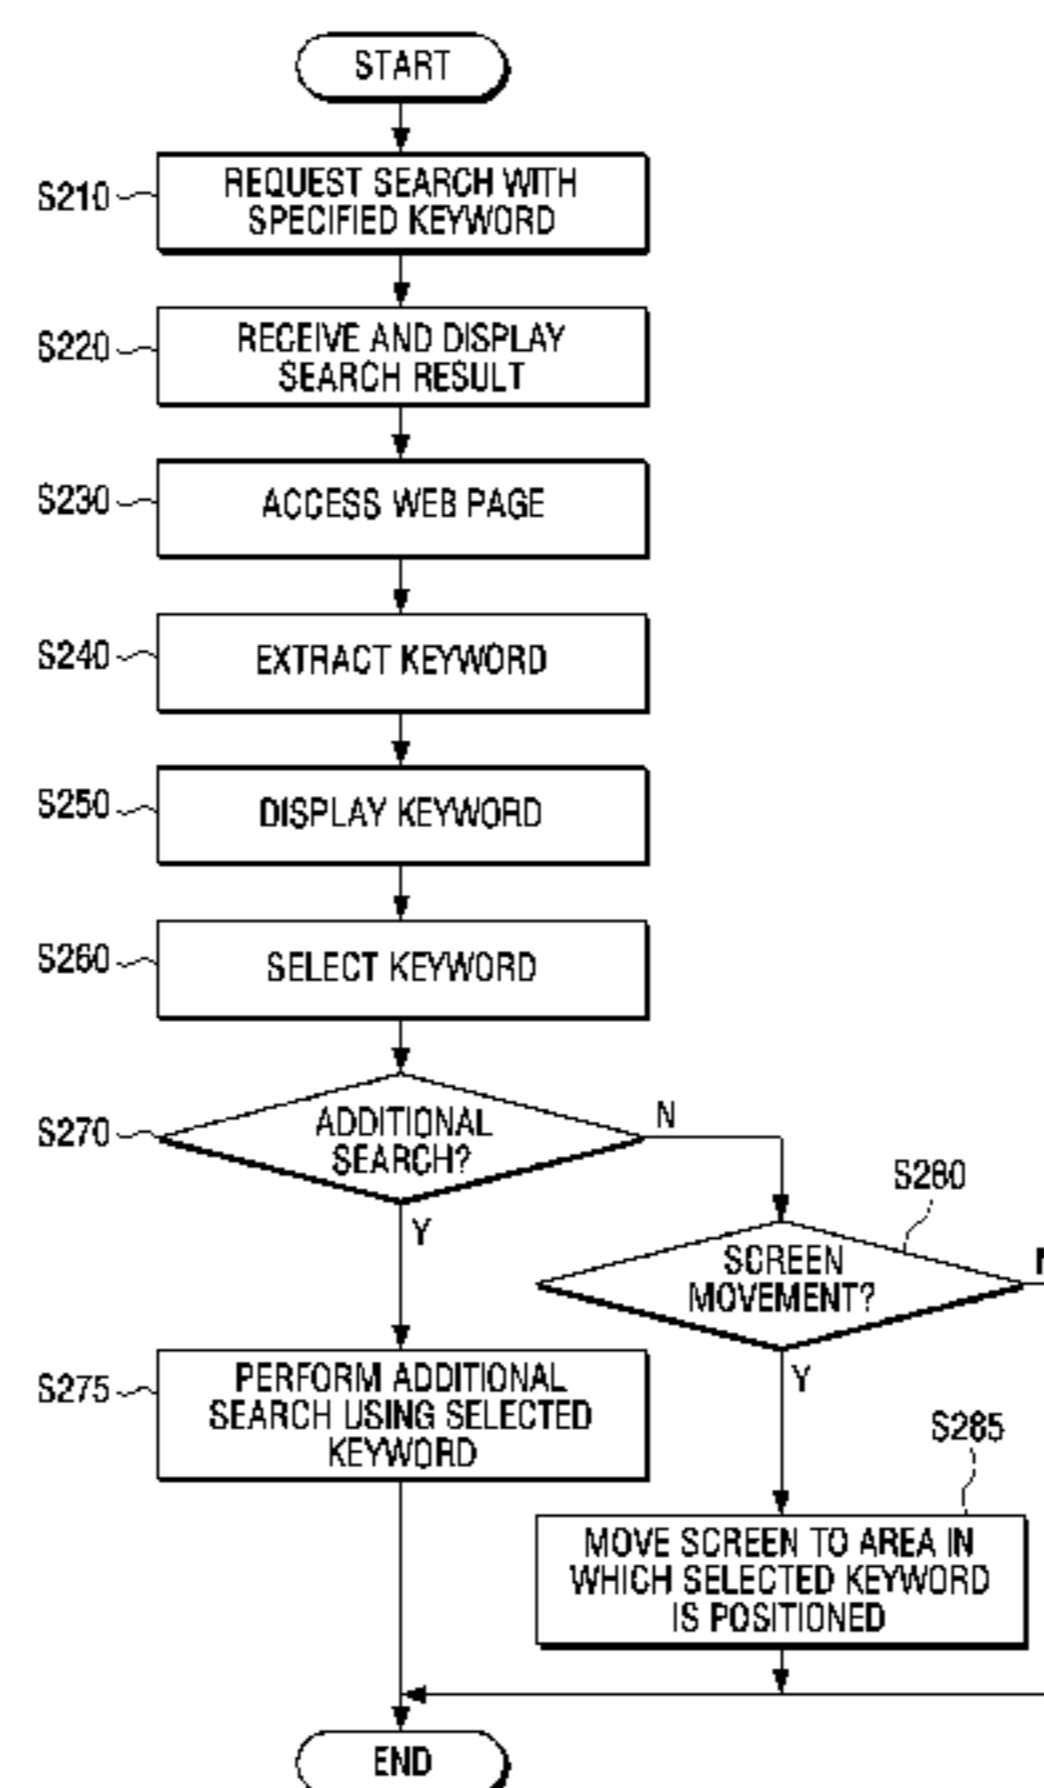 START
S210
REQUEST SEARCH WITH
SPECIFIED KEYWORD
S220
RECEIVE AND DISPLAY
SEARCH RESULT
S230
ACCESS WEB PAGE
S240
EXTRACT KEYWORD
S250
DISPLAY KEYWORD
S260
SELECT KEYWORD
S270
ADDITIONAL
SEARCH?
N
Y
S280
SCREEN
MOVEMENT?
Y
S275
PERFORM ADDITIONAL
SEARCH USING SELECTED
KEYWORD
S285
MOVE SCREEN TO AREA IN
WHICH SELECTED KEYWORD
IS POSITIONED
END